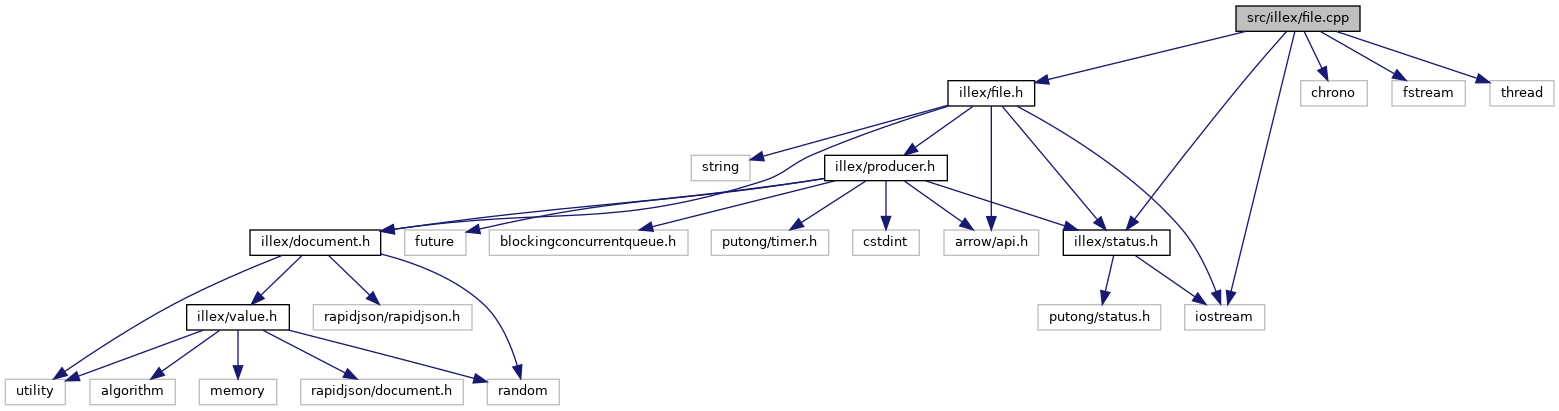 src/illex/file.cpp
illex/file.h
chrono
fstream
thread
string
illex/producer.h
illex/document.h
future
blockingconcurrentqueue.h
putong/timer.h
cstdint
arrow/api.h
illex/status.h
illex/value.h
rapidjson/rapidjson.h
putong/status.h
iostream
utility
algorithm
memory
rapidjson/document.h
random